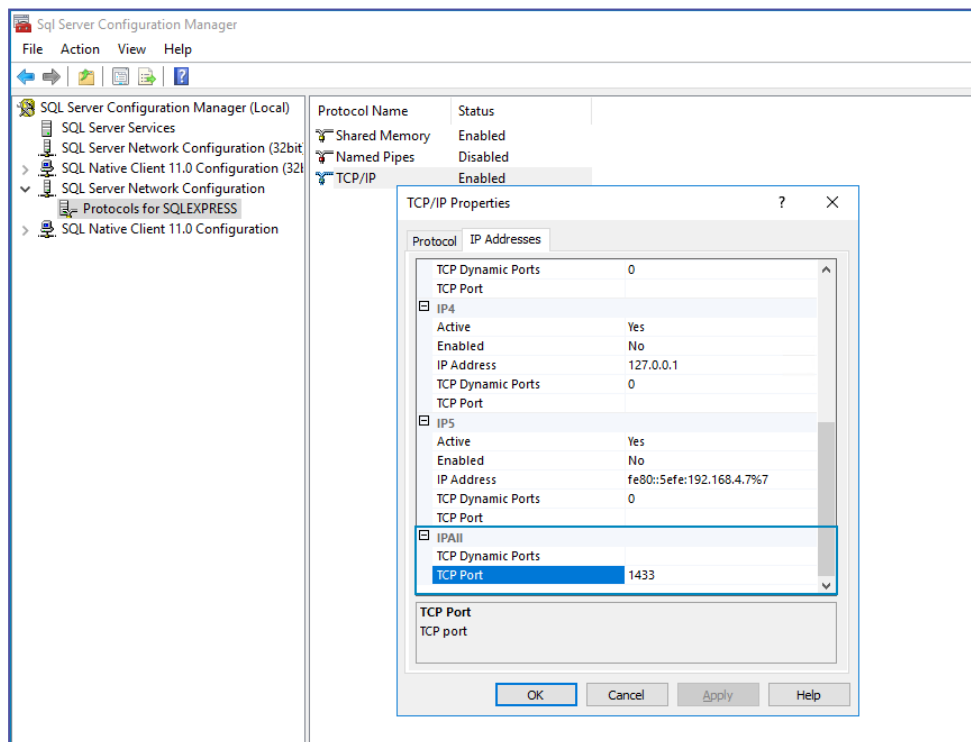 Sql Server Configuration Manager
File Action View Help
SQL Server Configuration Manager (Local)
SQL Server Services
SQL Server Network Configuration (32bit
SQL Native Client 11.0 Configuration (32b
SQL Server Network Configuration
Protocols for SQLEXPRESS
SQL Native Client 11.0 Configuration
Protocol Name Status
Shared Memory Enabled
Named Pipes Disabled
TCP/IP Enabled
TCP/IP Properties
Protocol IP Addresses
TCP Dynamic Ports 0
TCP Port
IP4
Active Yes
Enabled No
IP Address 127.0.0.1
TCP Dynamic Ports 0
TCP Port
IP5
Active Yes
Enabled No
IP Address fe80::5efe:192.168.4.7%7
TCP Dynamic Ports 0
TCP Port
IPAll
TCP Dynamic Ports
TCP Port 1433
TCP Port
TCP port
OK Cancel Apply Help